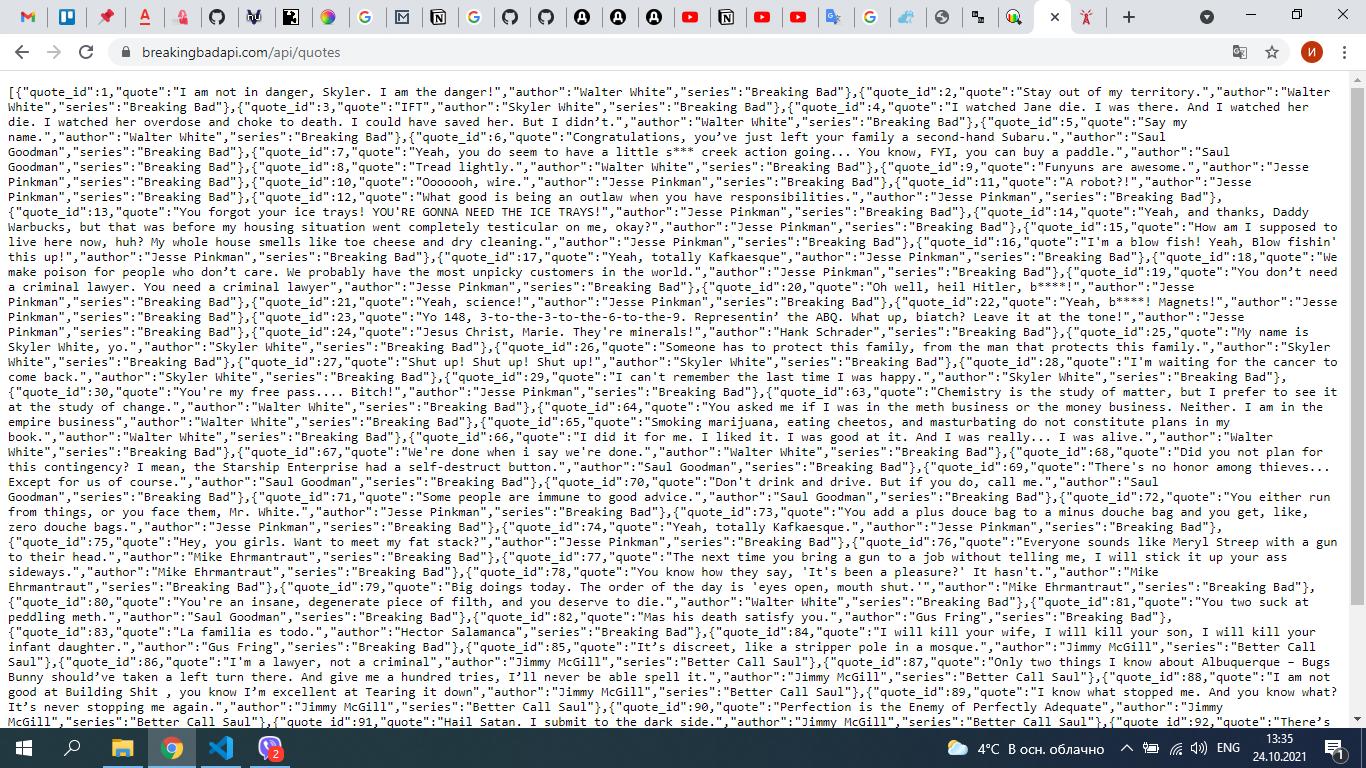 breakingbadapi.com/api/quotes
И
[{"quote_id":1,"quote":"I am not in danger, Skyler. I am the danger!","author":"Walter White","series":"Breaking Bad"},{"quote_id":2,"quote":"Stay out of my territory.","author":"Walter
White","series":"Breaking Bad"},{"quote_id":3,"quote":"IFT","author":"Skyler White","series":"Breaking Bad"},{"quote_id":4,"quote":"I watched Jane die. I was there. And I watched her
die. I watched her overdose and choke to death. I could have saved her. But I didn’t.","author":"Walter White","series":"Breaking Bad"},{"quote_id":5,"quote":"Say my
name.","author":"Walter White","series":"Breaking Bad"},{"quote_id":6,"quote":"Congratulations, you’ve just left your family a second-hand Subaru.","author":"Saul
Goodman","series":"Breaking Bad"},{"quote_id":7,"quote":"Yeah, you do seem to have a little s*** creek action going... You know, FYI, you can buy a paddle.","author":"Saul
Goodman","series":"Breaking Bad"},{"quote_id":8,"quote":"Tread lightly.","author":"Walter White","series":"Breaking Bad"},{"quote_id":9,"quote":"Funyuns are awesome.","author":"Jesse
Pinkman","series":"Breaking Bad"},{"quote_id":10,"quote":"Ooooooh, wire.","author":"Jesse Pinkman","series":"Breaking Bad"},{"quote_id":11,"quote":"A robot?!","author":"Jesse
Pinkman","series":"Breaking Bad"},{"quote_id":12,"quote":"What good is being an outlaw when you have responsibilities.","author":"Jesse Pinkman","series":"Breaking Bad"},
{"quote_id":13,"quote":"You forgot your ice trays! YOU'RE GONNA NEED THE ICE TRAYS!","author":"Jesse Pinkman","series":"Breaking Bad"},{"quote_id":14,"quote":"Yeah, and thanks, Daddy
Warbucks, but that was before my housing situation went completely testicular on me, okay?","author":"Jesse Pinkman","series":"Breaking Bad"},{"quote_id":15,"quote":"How am I supposed to
live here now, huh? My whole house smells like toe cheese and dry cleaning.","author":"Jesse Pinkman","series":"Breaking Bad"},{"quote_id":16,"quote":"I'm a blow fish! Yeah, Blow fishin'
this up!","author":"Jesse Pinkman","series":"Breaking Bad"},{"quote_id":17,"quote":"Yeah, totally Kafkaesque","author":"Jesse Pinkman","series":"Breaking Bad"},{"quote_id":18,"quote":"We
make poison for people who don’t care. We probably have the most unpicky customers in the world.","author":"Jesse Pinkman","series":"Breaking Bad"},{"quote_id":19,"quote":"You don’t need
a criminal lawyer. You need a criminal lawyer","author":"Jesse Pinkman","series":"Breaking Bad"},{"quote_id":20,"quote":"Oh well, heil Hitler, b****!","author":"Jesse
Pinkman","series":"Breaking Bad"},{"quote_id":21,"quote":"Yeah, science!","author":"Jesse Pinkman","series":"Breaking Bad"},{"quote_id":22,"quote":"Yeah, b****! Magnets!","author":"Jesse
Pinkman","series":"Breaking Bad"},{"quote_id":23,"quote":"Yo 148, 3-to-the-3-to-the-6-to-the-9. Representin’ the ABQ. What up, biatch? Leave it at the tone!","author":"Jesse
Pinkman","series":"Breaking Bad"},{"quote_id":24,"quote":"Jesus Christ, Marie. They're minerals!","author":"Hank Schrader","series":"Breaking Bad"},{"quote_id":25,"quote":"My name is
Skyler White, yo.","author":"Skyler White","series":"Breaking Bad"},{"quote_id":26,"quote":"Someone has to protect this family, from the man that protects this family.","author":"Skyler
White","series":"Breaking Bad"},{"quote_id":27,"quote":"Shut up! Shut up! Shut up!","author":"Skyler White","series":"Breaking Bad"},{"quote_id":28,"quote":"I'm waiting for the cancer to
come back.","author":"Skyler White","series":"Breaking Bad"},{"quote_id":29,"quote":"I can't remember the last time I was happy.","author":"Skyler White","series":"Breaking Bad"},
{"quote_id":30,"quote":"You're my free pass.... Bitch!","author":"Jesse Pinkman","series":"Breaking Bad"},{"quote_id":63,"quote":"Chemistry is the study of matter, but I prefer to see it
at the study of change.","author":"Walter White","series":"Breaking Bad"},{"quote_id":64,"quote":"You asked me if I was in the meth business or the money business. Neither. I am in the
empire business","author":"Walter White","series":"Breaking Bad"},{"quote_id":65,"quote":"Smoking marijuana, eating cheetos, and masturbating do not constitute plans in my
book.","author":"Walter White","series":"Breaking Bad"},{"quote_id":66,"quote":"I did it for me. I liked it. I was good at it. And I was really... I was alive.","author":"Walter
White","series":"Breaking Bad"},{"quote_id":67,"quote":"We're done when i say we're done.","author":"Walter White","series":"Breaking Bad"},{"quote_id":68,"quote":"Did you not plan for
this contingency? I mean, the Starship Enterprise had a self-destruct button.","author":"Saul Goodman","series":"Breaking Bad"},{"quote_id":69,"quote":"There's no honor among thieves...
Except for us of course.","author":"Saul Goodman","series":"Breaking Bad"},{"quote_id":70,"quote":"Don't drink and drive. But if you do, call me.","author":"Saul
Goodman","series":"Breaking Bad"},{"quote_id":71,"quote":"Some people are immune to good advice.","author":"Saul Goodman","series":"Breaking Bad"},{"quote_id":72,"quote":"You either run
from things, or you face them, Mr. White.","author":"Jesse Pinkman","series":"Breaking Bad"},{"quote_id":73,"quote":"You add a plus douce bag to a minus douche bag and you get, like,
zero douche bags.","author":"Jesse Pinkman","series":"Breaking Bad"},{"quote_id":74,"quote":"Yeah, totally Kafkaesque.","author":"Jesse Pinkman","series":"Breaking Bad"},
{"quote_id":75,"quote":"Hey, you girls. Want to meet my fat stack?","author":"Jesse Pinkman","series":"Breaking Bad"},{"quote_id":76,"quote":"Everyone sounds like Meryl Streep with a gun
to their head.","author":"Mike Ehrmantraut","series":"Breaking Bad"},{"quote_id":77,"quote":"The next time you bring a gun to a job without telling me, I will stick it up your ass
sideways.","author":"Mike Ehrmantraut","series":"Breaking Bad"},{"quote_id":78,"quote":"You know how they say, 'It's been a pleasure?' It hasn't.","author":"Mike
Ehrmantraut","series":"Breaking Bad"},{"quote_id":79,"quote":"Big doings today. The order of the day is 'eyes open, mouth shut.'","author":"Mike Ehrmantraut","series":"Breaking Bad"},
{"quote_id":80,"quote":"You're an insane, degenerate piece of filth, and you deserve to die.","author":"Walter White","series":"Breaking Bad"},{"quote_id":81,"quote":"You two suck at
peddling meth.","author":"Saul Goodman","series":"Breaking Bad"},{"quote_id":82,"quote":"Mas his death satisfy you.","author":"Gus Fring","series":"Breaking Bad"},
{"quote_id":83,"quote":"La familia es todo.","author":"Hector Salamanca","series":"Breaking Bad"},{"quote_id":84,"quote":"I will kill your wife, I will kill your son, I will kill your
infant daughter.","author":"Gus Fring","series":"Breaking Bad"},{"quote_id":85,"quote":"It’s discreet, like a stripper pole in a mosque.","author":"Jimmy McGill","series":"Better Call
Saul"},{"quote_id":86,"quote":"I'm a lawyer, not a criminal","author":"Jimmy McGill","series":"Better Call Saul"},{"quote_id":87,"quote":"Only two things I know about Albuquerque – Bugs
Bunny should’ve taken a left turn there. And give me a hundred tries, I’ll never be able spell it.","author":"Jimmy McGill","series":"Better Call Saul"},{"quote_id":88,"quote":"I am not
good at Building Shit , you know I’m excellent at Tearing it down","author":"Jimmy McGill","series":"Better Call Saul"},{"quote_id":89,"quote":"I know what stopped me. And you know what?
It’s never stopping me again.","author":"Jimmy McGill","series":"Better Call Saul"},{"quote_id":90,"quote":"Perfection is the Enemy of Perfectly Adequate","author":"Jimmy
McGill","series":"Better Call Saul"},{"quote_id":91,"quote":"Hail Satan. I submit to the dark side.","author":"Jimmy McGill","series":"Better Call Saul"},{"quote_id":92,"quote":"There’s
2
4°C В осн. облачно
ENG
13:35
24.10.2021
1